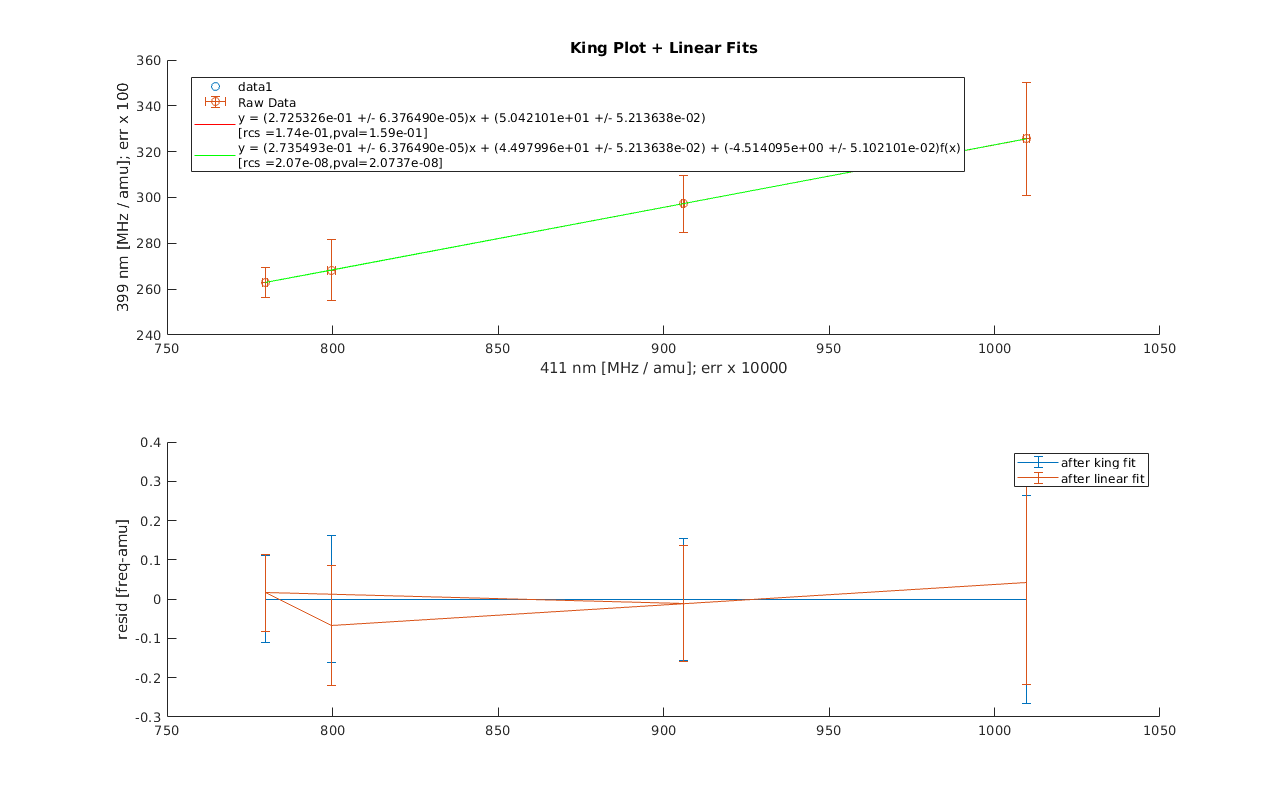 King Plot + Linear Fits
360
340
320
300
280
260
240
399 nm [MHz / amu]; err x 100
data1
Raw Data
y = (2.725326e-01 +/- 6.376490e-05)x + (5.042101e+01 +/- 5.213638e-02)
[rcs =1.74e-01,pval=1.59e-01]
y = (2.735493e-01 +/- 6.376490e-05)x + (4.497996e+01 +/- 5.213638e-02) + (-4.514095e+00 +/- 5.102101e-02)f(x)
[rcs =2.07e-08,pval=2.0737e-08]
750 800 850 900 950 1000 1050
411 nm [MHz / amu]; err x 10000
0.4
0.3
0.2
0.1
0
-0.1
-0.2
-0.3
resid [freq-amu]
after king fit
after linear fit
750 800 850 900 950 1000 1050